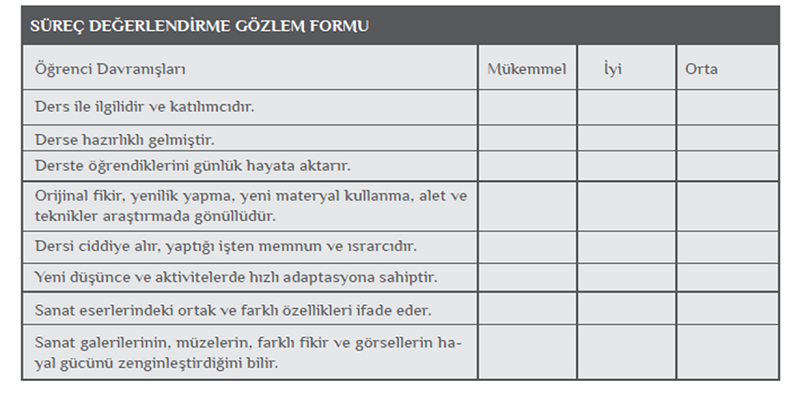 SÜREÇ DEĞERLENDİRME GÖZLEM FORMU
Öğrenci Davranışları Mükemmel İyi Orta
Ders ile ilgilidir ve katılımcıdır.
Derse hazırlıklı gelmiştir.
Derste öğrendiklerini günlük hayata aktarır.
Orijinal fikir, yenilik yapma, yeni materyal kullanma, alet ve
teknikler araştırmada gönüllüdür.
Dersi ciddiye alır, yaptığı işten memnun ve ısrarcıdır.
Yeni düşünce ve aktivitelerde hızlı adaptasyona sahiptir.
Sanat eserlerindeki ortak ve farklı özellikleri ifade eder.
Sanat galerilerinin, müzelerin, farklı fikir ve görsellerin ha-
yal gücünü zenginleştirdiğini bilir.